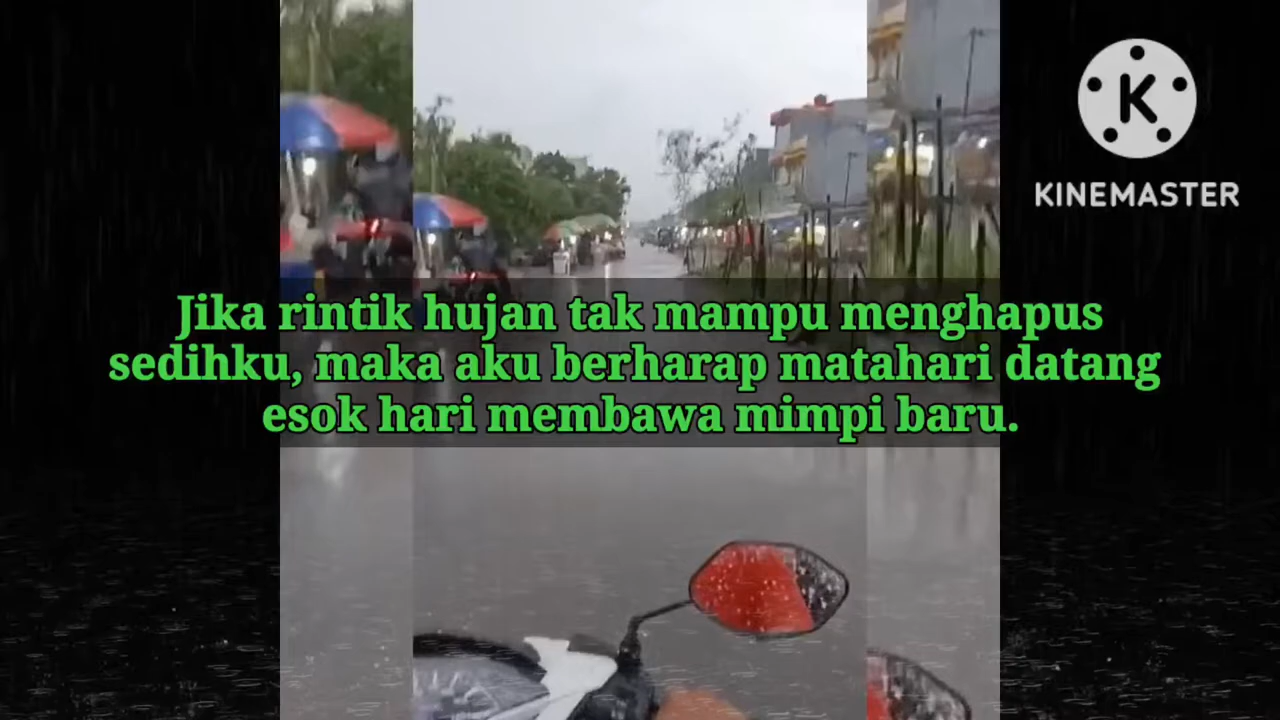 KINEMASTER
Jika rintik hujan tak mampu menghapus
sedihku, maka aku berharap matahari datang
esok hari membawa mimpi baru.